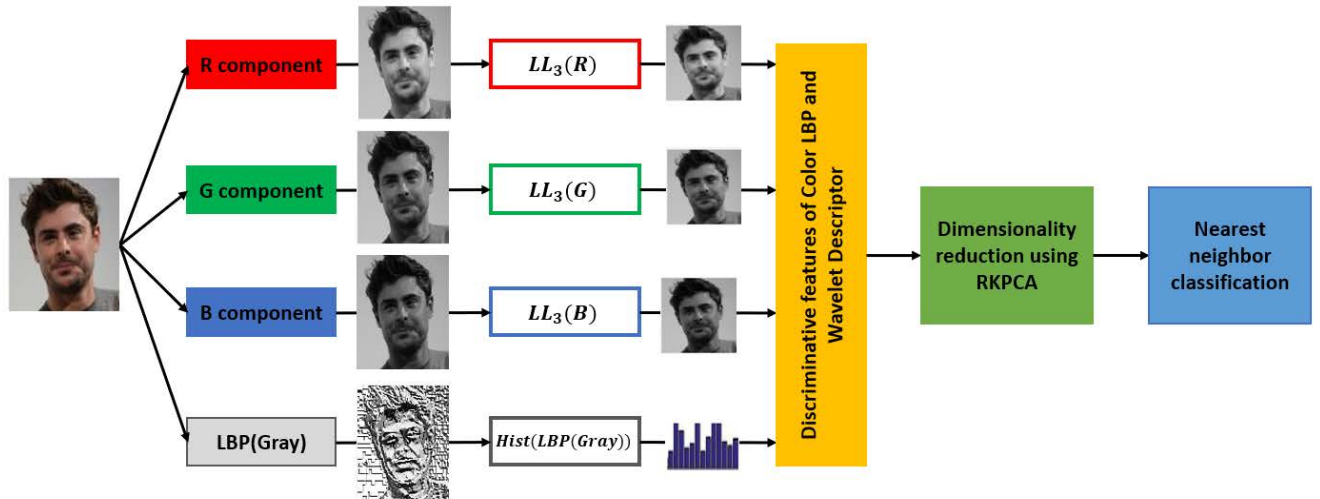 R component
LL₃(R)
G component
LL₃(G)
B component
LL₃(B)
LBP(Gray)
Hist(LBP(Gray))
Discriminative features of Color LBP and
Wavelet Descriptor
Dimensionality
reduction using
RKPCA
Nearest
neighbor
classification